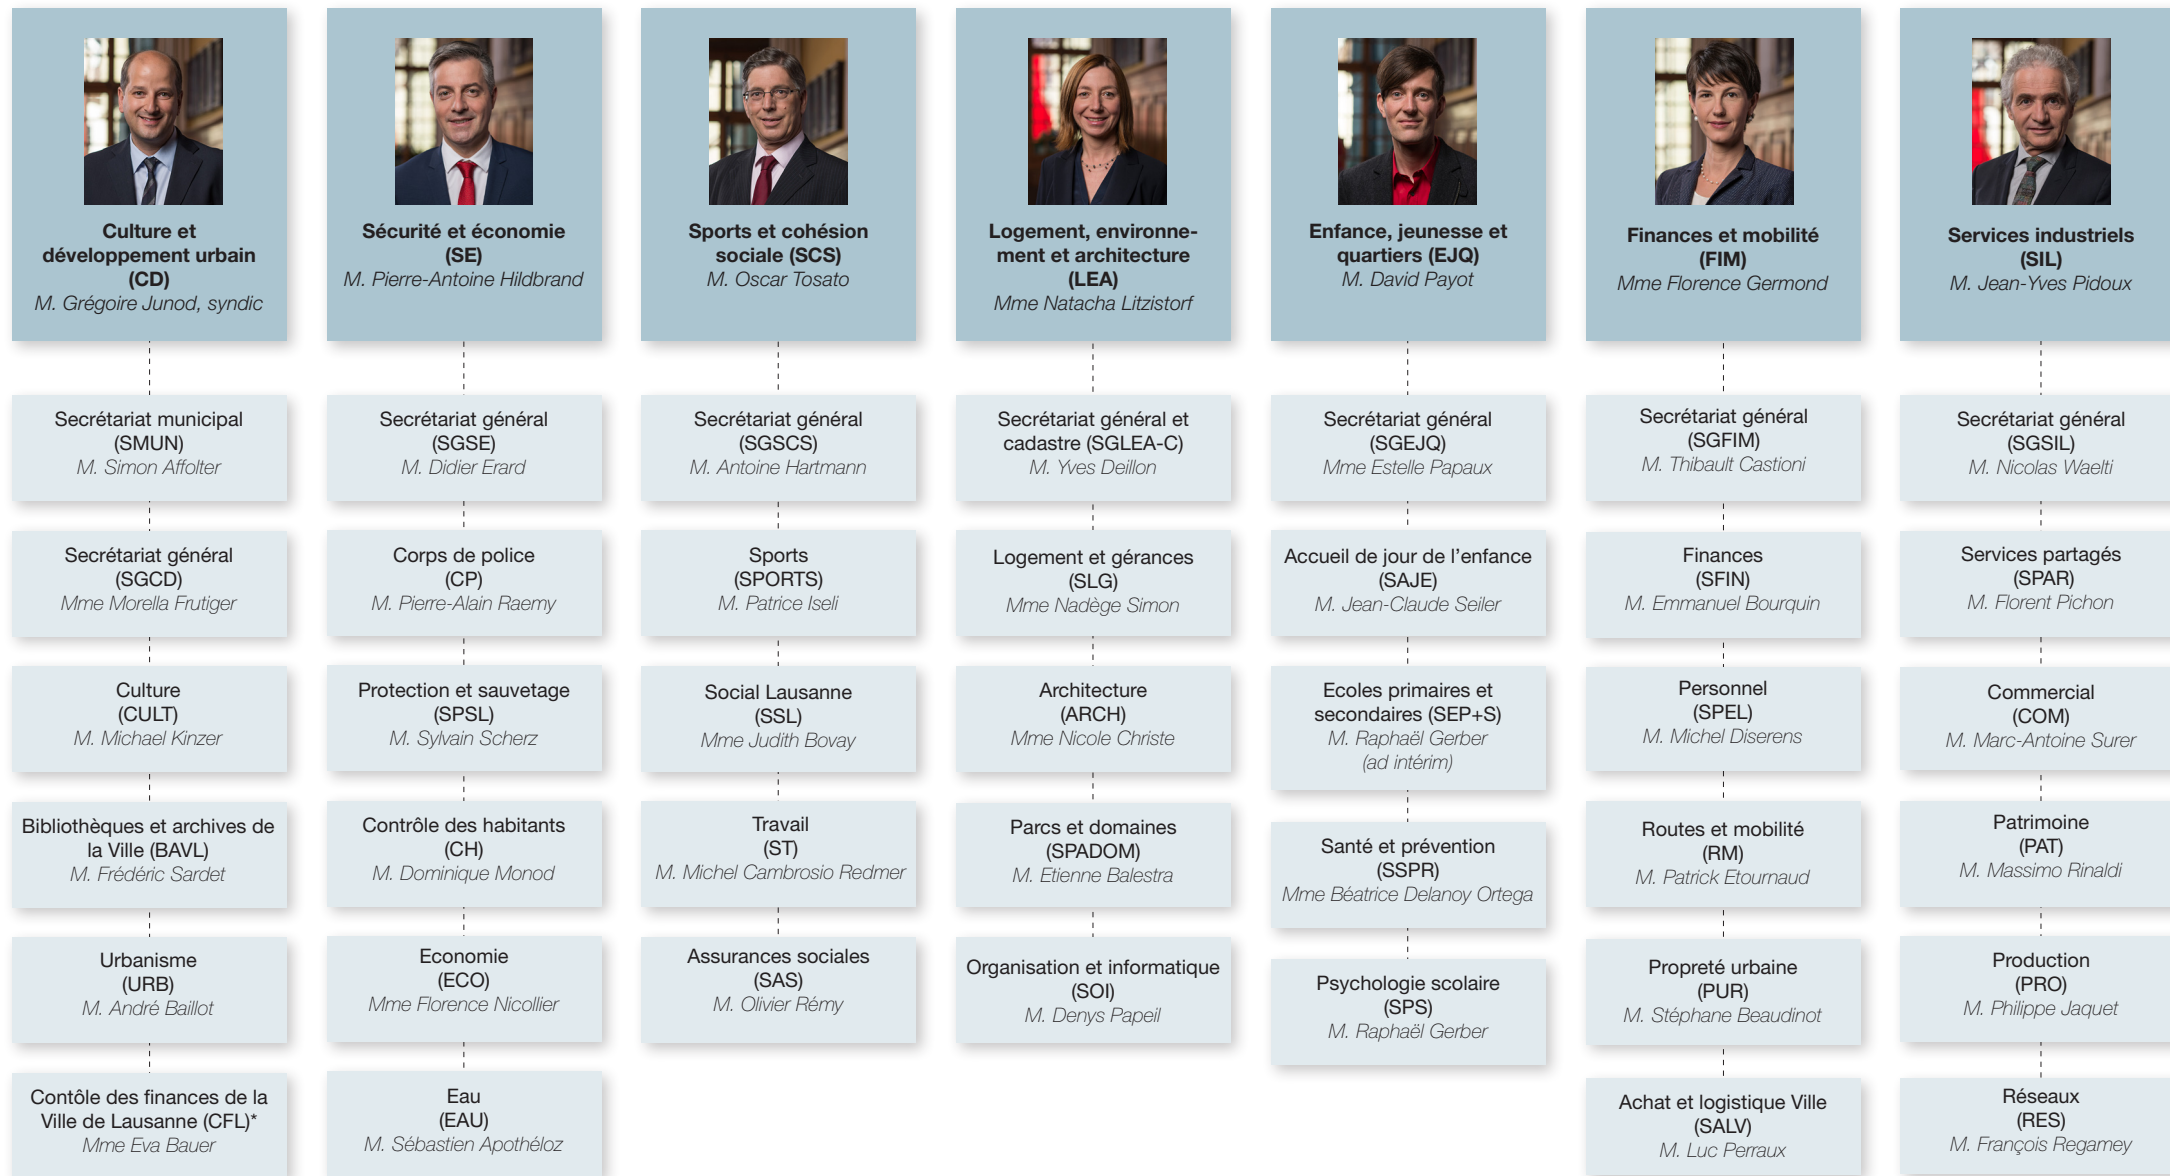 Culture et
développement urbain
(CD)
M. Grégoire Junod, syndic
Secrétariat municipal
(SMUN)
M. Simon Affolter
Secrétariat général
(SGCD)
Mme Morella Frutiger
Culture
(CULT)
M. Michael Kinzer
Bibliothèques et archives de
la Ville (BAVL)
M. Frédéric Sardet
Urbanisme
(URB)
M. André Baillot
Contôle des finances de la
Ville de Lausanne (CFL)*
Mme Eva Bauer
Sécurité et économie
(SE)
M. Pierre-Antoine Hildbrand
Secrétariat général
(SGSE)
M. Didier Erard
Corps de police
(CP)
M. Pierre-Alain Raemy
Protection et sauvetage
(SPSL)
M. Sylvain Scherz
Contrôle des habitants
(CH)
M. Dominique Monod
Economie
(ECO)
Mme Florence Nicollier
Eau
(EAU)
M. Sébastien Apothéloz
Sports et cohésion
sociale (SCS)
M. Oscar Tosato
Secrétariat général
(SGSCS)
M. Antoine Hartmann
Sports
(SPORTS)
M. Patrice Iseli
Social Lausanne
(SSL)
Mme Judith Bovay
Travail
(ST)
M. Michel Cambrosio Redmer
Assurances sociales
(SAS)
M. Olivier Rémy
Logement, environne-
ment et architecture
(LEA)
Mme Natacha Litzistorf
Secrétariat général et
cadastre (SGLEA-C)
M. Yves Deillon
Logement et gérances
(SLG)
Mme Nadège Simon
Architecture
(ARCH)
Mme Nicole Christe
Parcs et domaines
(SPADOM)
M. Etienne Balestra
Organisation et informatique
(SOI)
M. Denys Papeil
Enfance, jeunesse et
quartiers (EJQ)
M. David Payot
Secrétariat général
(SGEJQ)
Mme Estelle Papaux
Accueil de jour de l'enfance
(SAJE)
M. Jean-Claude Seiler
Ecoles primaires et
secondaires (SEP+S)
M. Raphaël Gerber
(ad intérim)
Santé et prévention
(SSPR)
Mme Béatrice Delanoy Ortega
Psychologie scolaire
(SPS)
M. Raphaël Gerber
Finances et mobilité
(FIM)
Mme Florence Germond
Secrétariat général
(SGFIM)
M. Thibault Castioni
Finances
(SFIN)
M. Emmanuel Bourquin
Personnel
(SPEL)
M. Michel Diserens
Routes et mobilité
(RM)
M. Patrick Etournaud
Propreté urbaine
(PUR)
M. Stéphane Beaudinot
Achat et logistique Ville
(SALV)
M. Luc Perraux
Services industriels
(SIL)
M. Jean-Yves Pidoux
Secrétariat général
(SGSIL)
M. Nicolas Waelti
Services partagés
(SPAR)
M. Florent Pichon
Commercial
(COM)
M. Marc-Antoine Surer
Patrimoine
(PAT)
M. Massimo Rinaldi
Production
(PRO)
M. Philippe Jaquet
Réseaux
(RES)
M. François Regamey